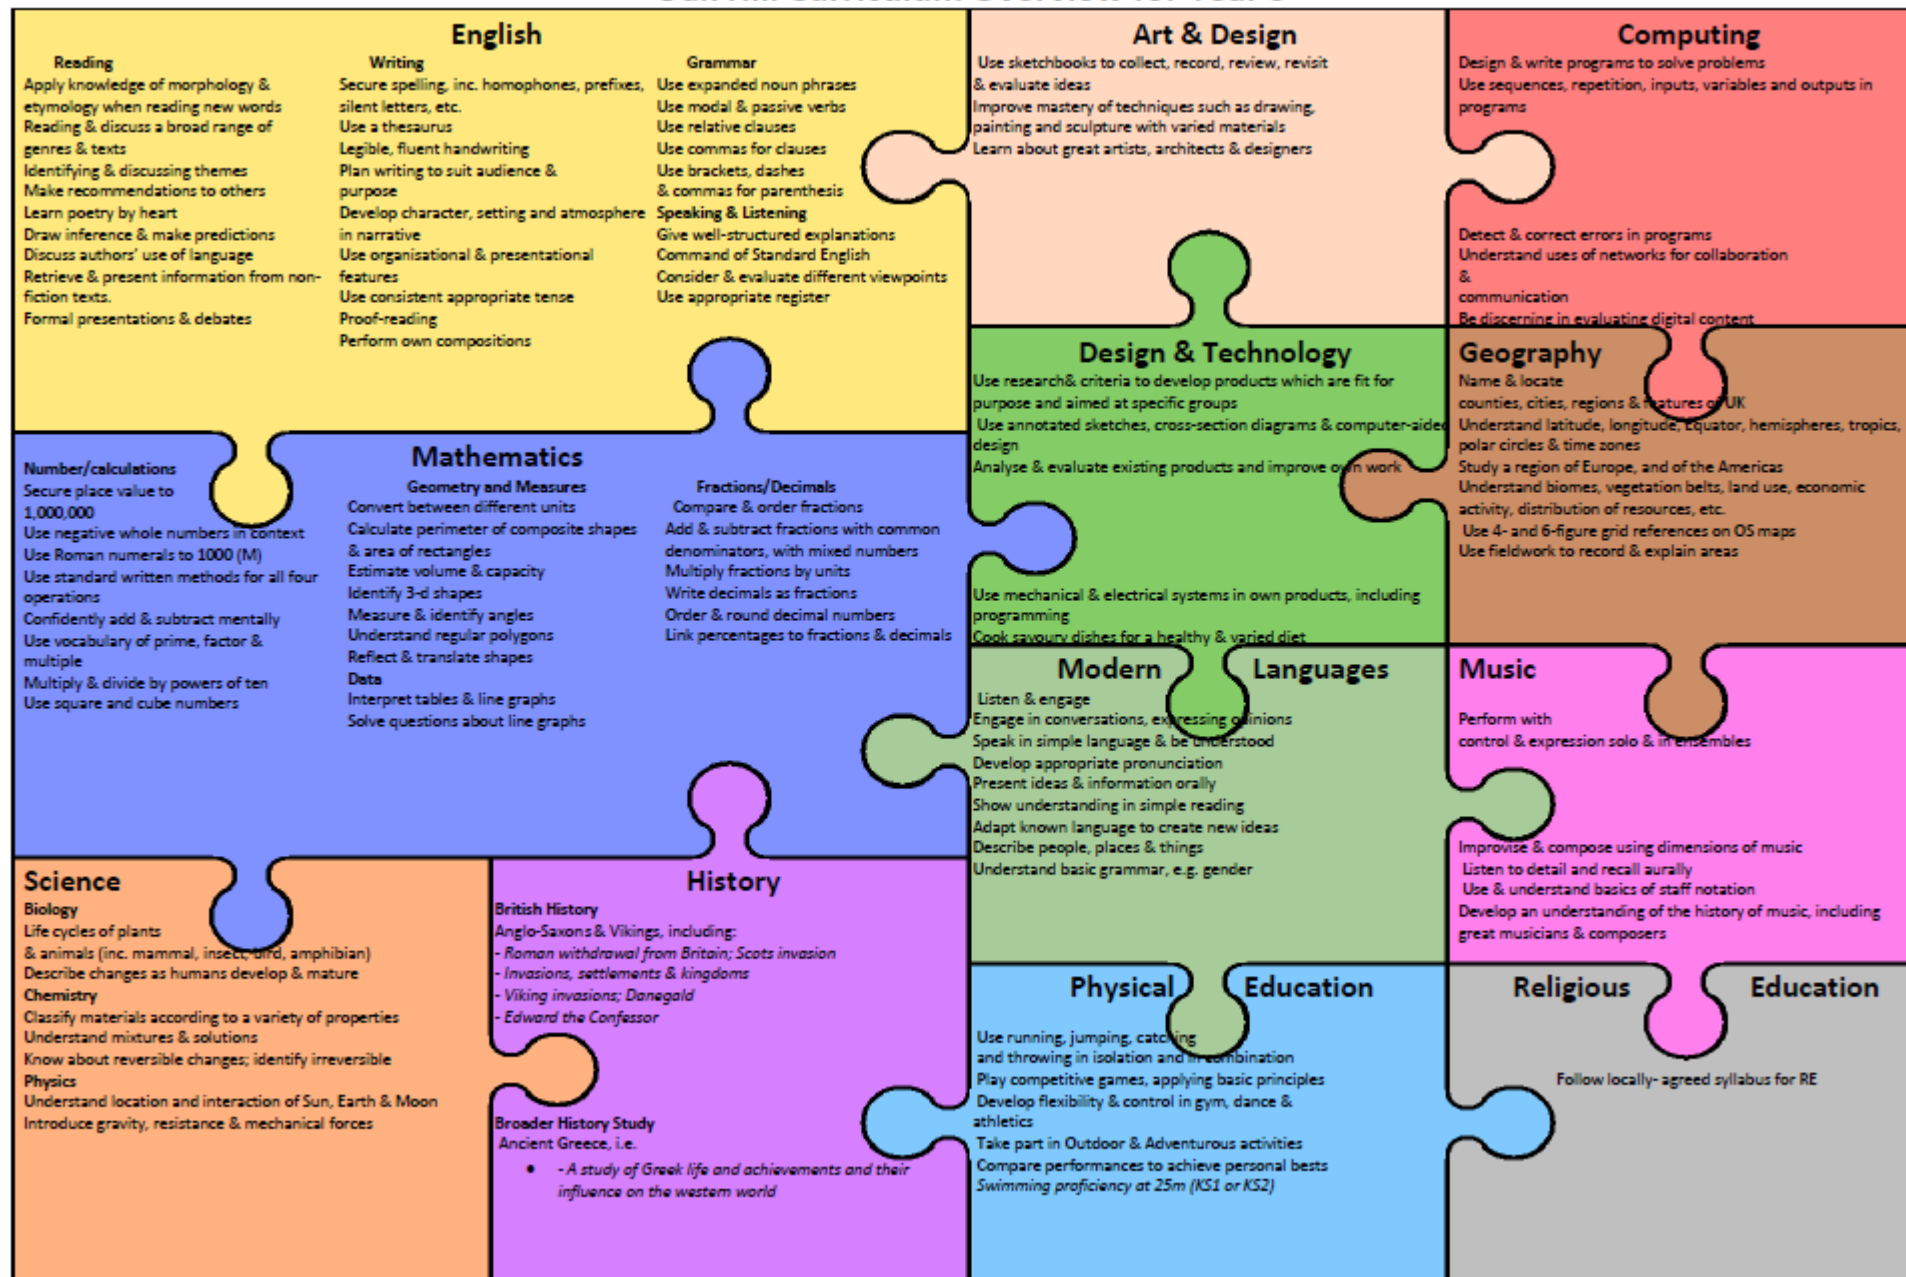 English
Reading
Apply knowledge of morphology &
etymology when reading new words
Reading & discuss a broad range of
genres & texts
Identifying & discussing themes
Make recommendations to others
Learn poetry by heart
Draw inference & make predictions
Discuss authors' use of language
Retrieve & present information from non-
fiction texts.
Formal presentations & debates
Writing
Secure spelling, inc. homophones, prefixes,
silent letters, etc.
Use a thesaurus
Legible, fluent handwriting
Plan writing to suit audience &
purpose
Develop character, setting and atmosphere
in narrative
Use organisational & presentational
features
Use consistent appropriate tense
Proof-reading
Perform own compositions
Grammar
Use expanded noun phrases
Use modal & passive verbs
Use relative clauses
Use commas for clauses
Use brackets, dashes
& commas for parenthesis
Speaking & Listening
Give well-structured explanations
Command of Standard English
Consider & evaluate different viewpoints
Use appropriate register
Art & Design
Use sketchbooks to collect, record, review, revisit
& evaluate ideas
Improve mastery of techniques such as drawing,
painting and sculpture with varied materials
Learn about great artists, architects & designers
Computing
Design & write programs to solve problems
Use sequences, repetition, inputs, variables and outputs in
programs
Detect & correct errors in programs
Understand uses of networks for collaboration
&
communication
Be discerning in evaluating digital content
Design & Technology
Use research& criteria to develop products which are fit for
purpose and aimed at specific groups
Use annotated sketches, cross-section diagrams & computer-aided
design
Analyse & evaluate existing products and improve own work
Use mechanical & electrical systems in own products, including
programming
Cook savoury dishes for a healthy & varied diet
Geography
Name & locate
counties, cities, regions & features of UK
Understand latitude, longitude, Equator, hemispheres, tropics,
polar circles & time zones
Study a region of Europe, and of the Americas
Understand biomes, vegetation belts, land use, economic
activity, distribution of resources, etc.
Use 4- and 6-figure grid references on OS maps
Use fieldwork to record & explain areas
Mathematics
Number/calculations
Secure place value to
1,000,000
Use negative whole numbers in context
Use Roman numerals to 1000 (M)
Use standard written methods for all four
operations
Confidently add & subtract mentally
Use vocabulary of prime, factor &
multiple
Multiply & divide by powers of ten
Use square and cube numbers
Geometry and Measures
Convert between different units
Calculate perimeter of composite shapes
& area of rectangles
Estimate volume & capacity
Identify 3-d shapes
Measure & identify angles
Understand regular polygons
Reflect & translate shapes
Data
Interpret tables & line graphs
Solve questions about line graphs
Fractions/Decimals
Compare & order fractions
Add & subtract fractions with common
denominators, with mixed numbers
Multiply fractions by units
Write decimals as fractions
Order & round decimal numbers
Link percentages to fractions & decimals
Modern Languages
Listen & engage
Engage in conversations, expressing opinions
Speak in simple language & be understood
Develop appropriate pronunciation
Present ideas & information orally
Show understanding in simple reading
Adapt known language to create new ideas
Describe people, places & things
Understand basic grammar, e.g. gender
Music
Perform with
control & expression solo & in ensembles
Improvise & compose using dimensions of music
Listen to detail and recall aurally
Use & understand basics of staff notation
Develop an understanding of the history of music, including
great musicians & composers
Science
Biology
Life cycles of plants
& animals (inc. mammal, insect, bird, amphibian)
Describe changes as humans develop & mature
Chemistry
Classify materials according to a variety of properties
Understand mixtures & solutions
Know about reversible changes; identify irreversible
Physics
Understand location and interaction of Sun, Earth & Moon
Introduce gravity, resistance & mechanical forces
History
British History
Anglo-Saxons & Vikings, including:
- Roman withdrawal from Britain; Scots invasion
- Invasions, settlements & kingdoms
- Viking invasions; Danegald
- Edward the Confessor
Broader History Study
Ancient Greece, i.e.
• - A study of Greek life and achievements and their
influence on the western world
Physical Education
Use running, jumping, catching
and throwing in isolation and in combination
Play competitive games, applying basic principles
Develop flexibility & control in gym, dance &
athletics
Take part in Outdoor & Adventurous activities
Compare performances to achieve personal bests
Swimming proficiency at 25m (KS1 or KS2)
Religious Education
Follow locally- agreed syllabus for RE